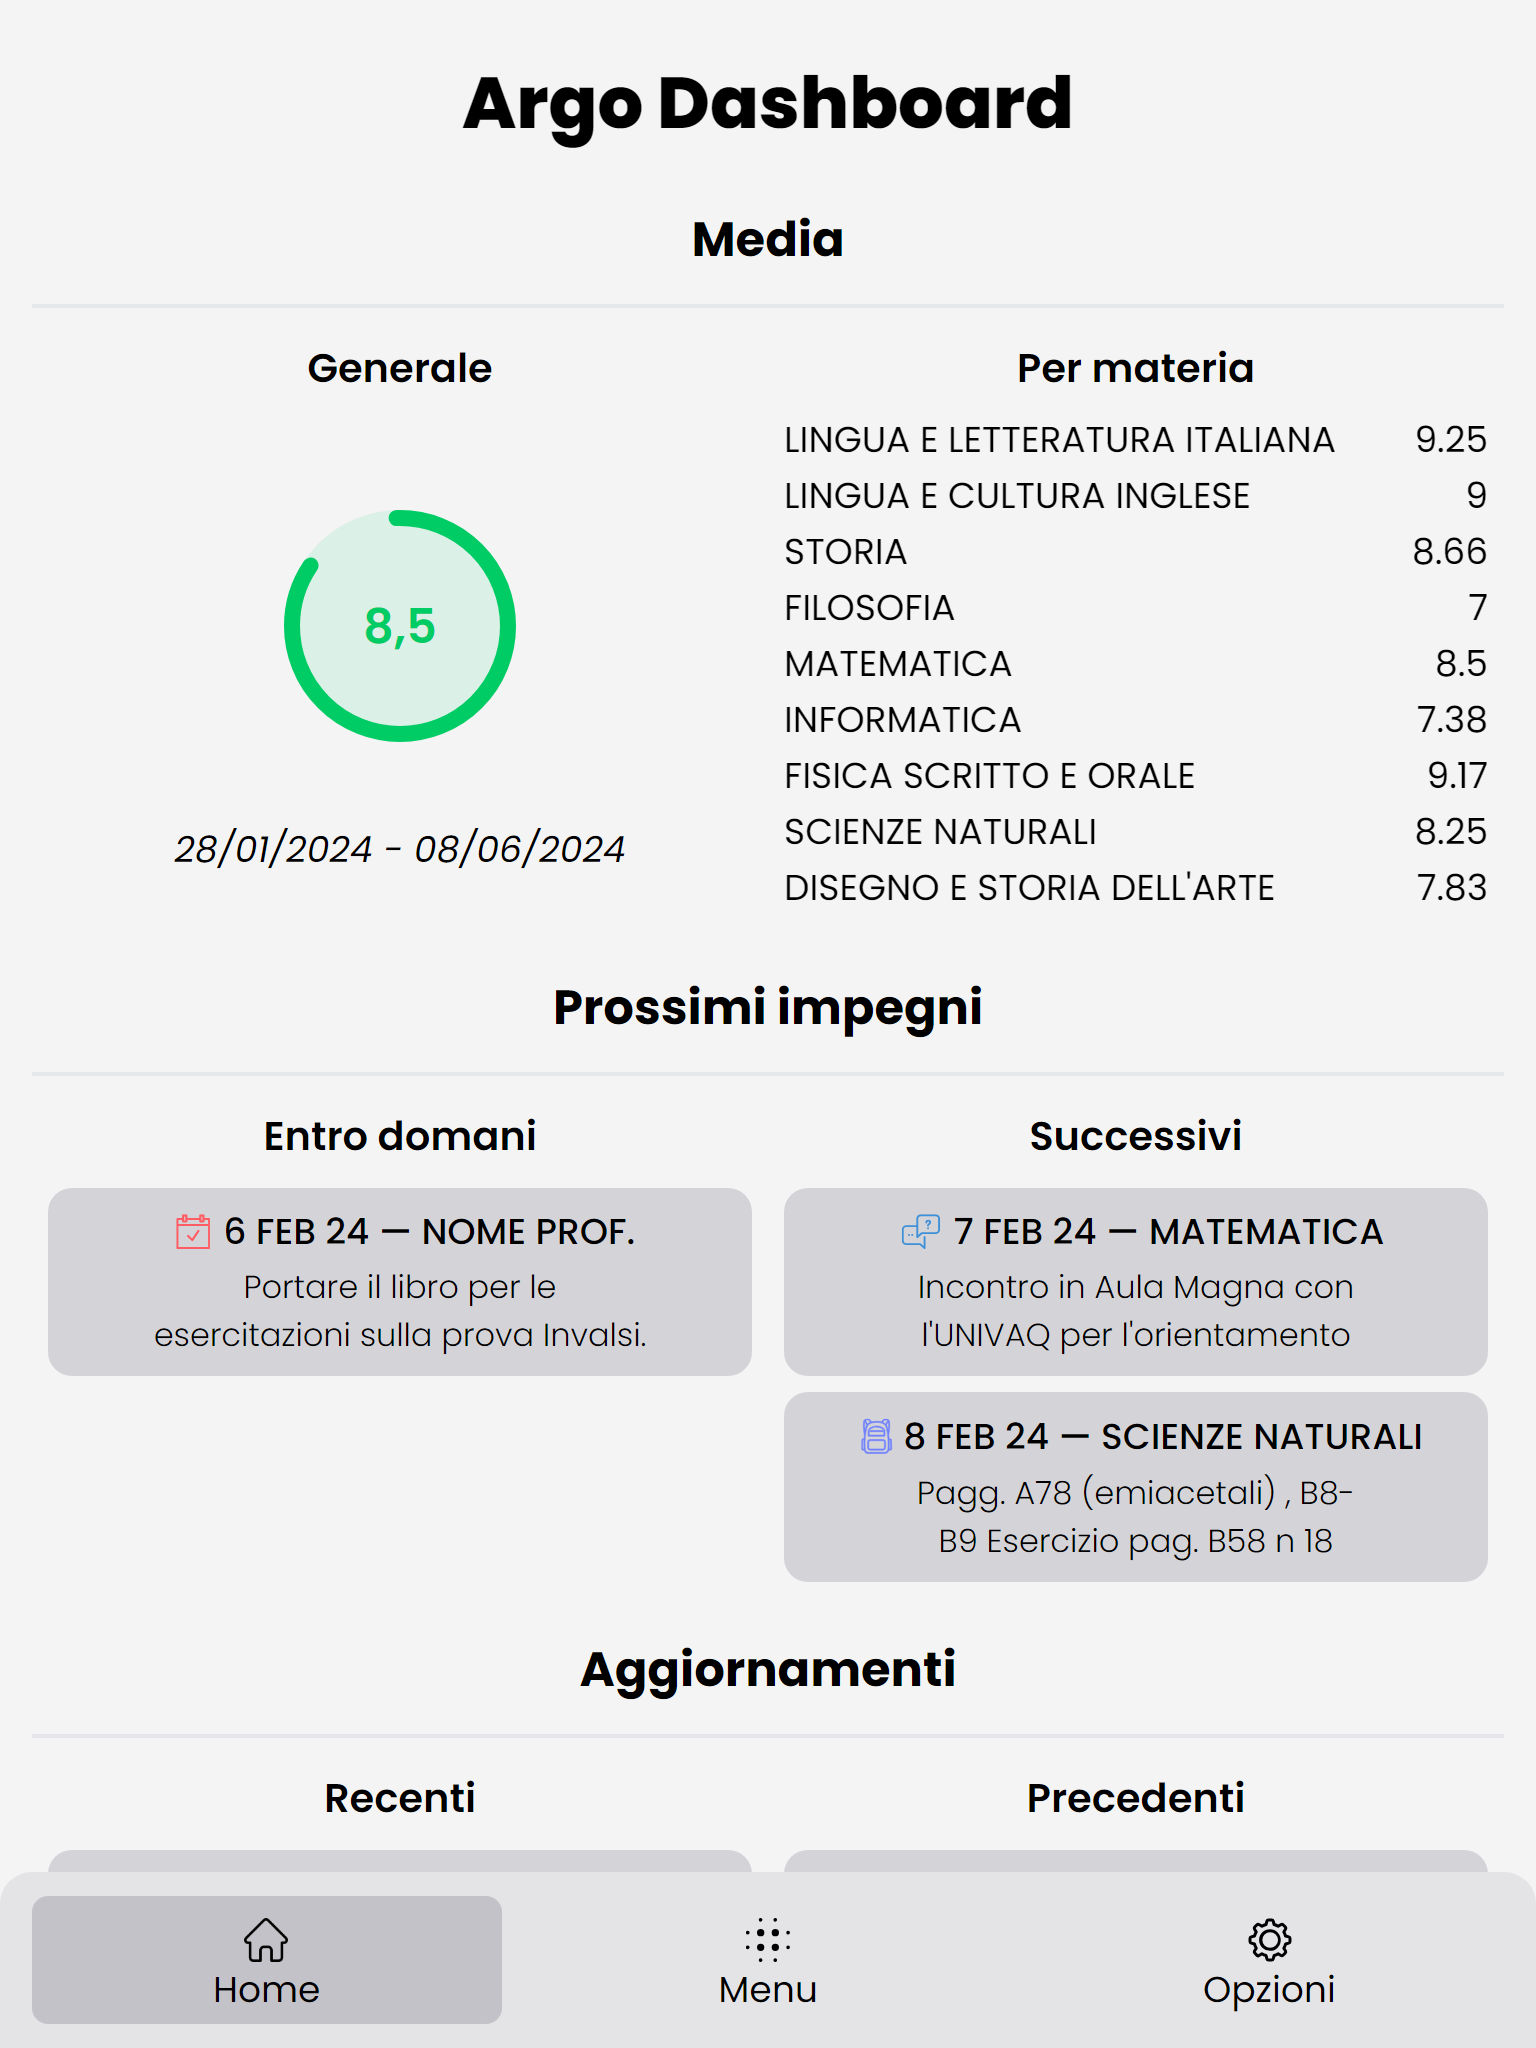 Argo Dashboard
Media
Generale
8,5
28/01/2024 - 08/06/2024
Per materia
LINGUA E LETTERATURA ITALIANA 9.25
LINGUA E CULTURA INGLESE 9
STORIA 8.66
FILOSOFIA 7
MATEMATICA 8.5
INFORMATICA 7.38
FISICA SCRITTO E ORALE 9.17
SCIENZE NATURALI 8.25
DISEGNO E STORIA DELL'ARTE 7.83
Prossimi impegni
Entro domani
6 FEB 24 — NOME PROF.
Portare il libro per le
esercitazioni sulla prova Invalsi.
Successivi
7 FEB 24 — MATEMATICA
Incontro in Aula Magna con
l'UNIVAQ per l'orientamento
8 FEB 24 — SCIENZE NATURALI
Pagg. A78 (emiacetali) , B8-
B9 Esercizio pag. B58 n 18
Aggiornamenti
Recenti
Precedenti
Home
Menu
Opzioni